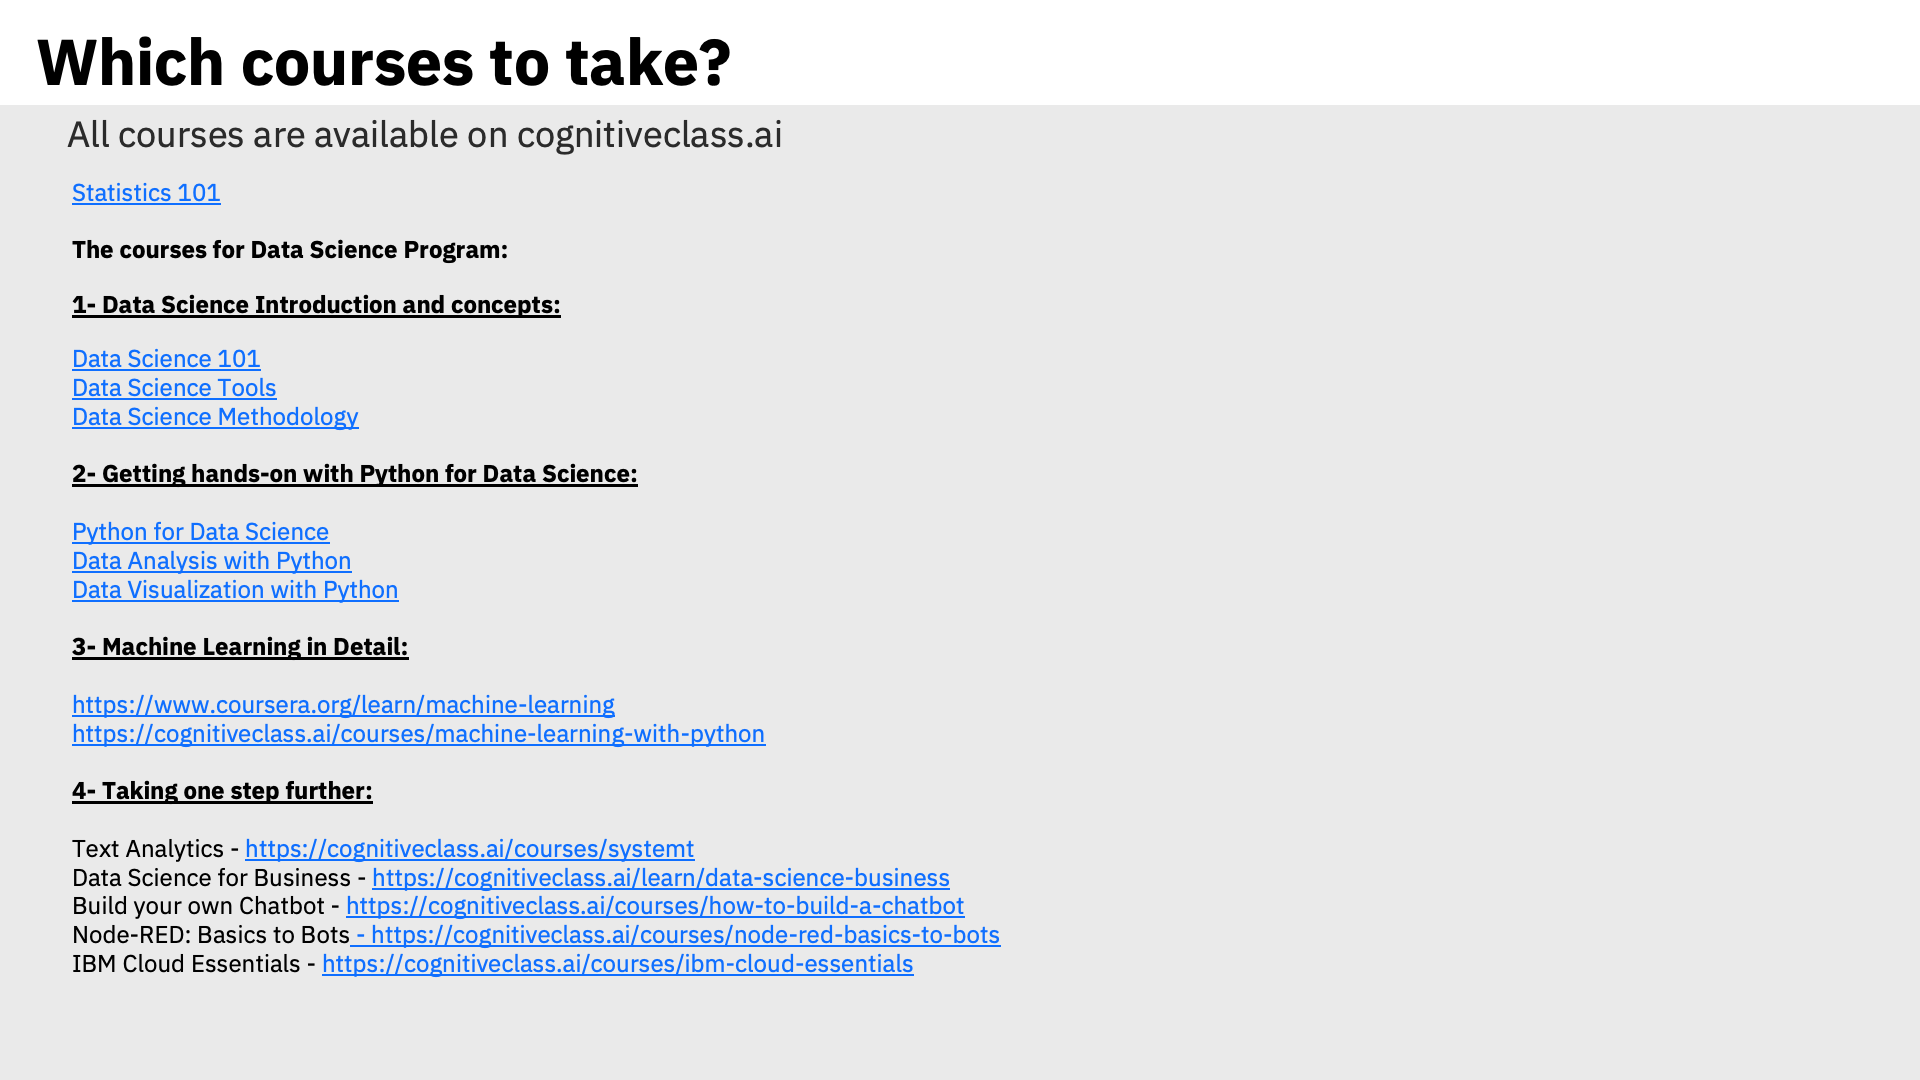 Which courses to take?
All courses are available on cognitiveclass.ai
Statistics 101
The courses for Data Science Program:
1- Data Science Introduction and concepts:
Data Science 101
Data Science Tools
Data Science Methodology
2- Getting hands-on with Python for Data Science:
Python for Data Science
Data Analysis with Python
Data Visualization with Python
3- Machine Learning in Detail:
https://www.coursera.org/learn/machine-learning
https://cognitiveclass.ai/courses/machine-learning-with-python
4- Taking one step further:
Text Analytics - https://cognitiveclass.ai/courses/systemt
Data Science for Business - https://cognitiveclass.ai/learn/data-science-business
Build your own Chatbot - https://cognitiveclass.ai/courses/how-to-build-a-chatbot
Node-RED: Basics to Bots - https://cognitiveclass.ai/courses/node-red-basics-to-bots
IBM Cloud Essentials - https://cognitiveclass.ai/courses/ibm-cloud-essentials